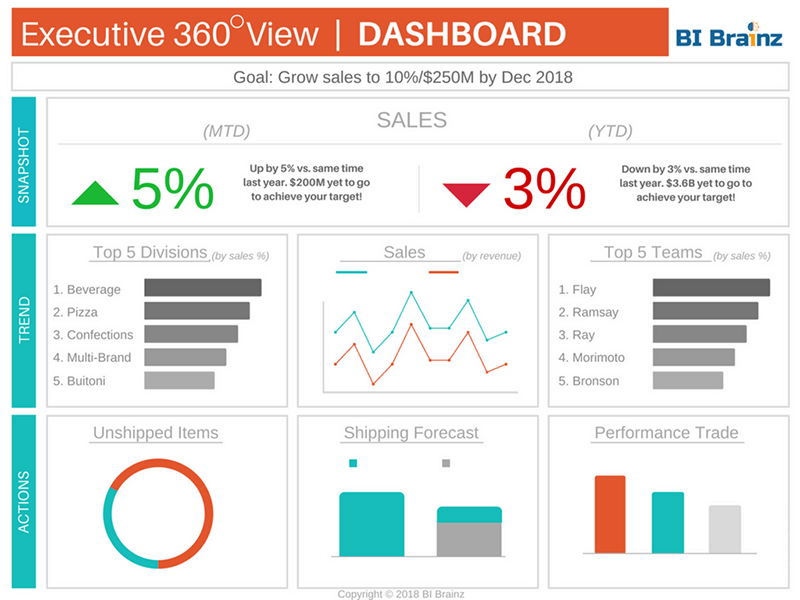 Executive 360° View | DASHBOARD
BI Brainz
Goal: Grow sales to 10%/$250M by Dec 2018
SNAPSHOT
SALES
(MTD)
(YTD)
5%
Up by 5% vs. same time
last year. $200M yet to go
to achieve your target!
3%
Down by 3% vs. same time
last year. $3.6B yet to go to
achieve your target!
TREND
Top 5 Divisions (by sales %)
1. Beverage
2. Pizza
3. Confections
4. Multi-Brand
5. Buitoni
Sales (by revenue)
Top 5 Teams (by sales %)
1. Flay
2. Ramsay
3. Ray
4. Morimoto
5. Bronson
ACTIONS
Unshipped Items
Shipping Forecast
Performance Trade
Copyright © 2018 BI Brainz